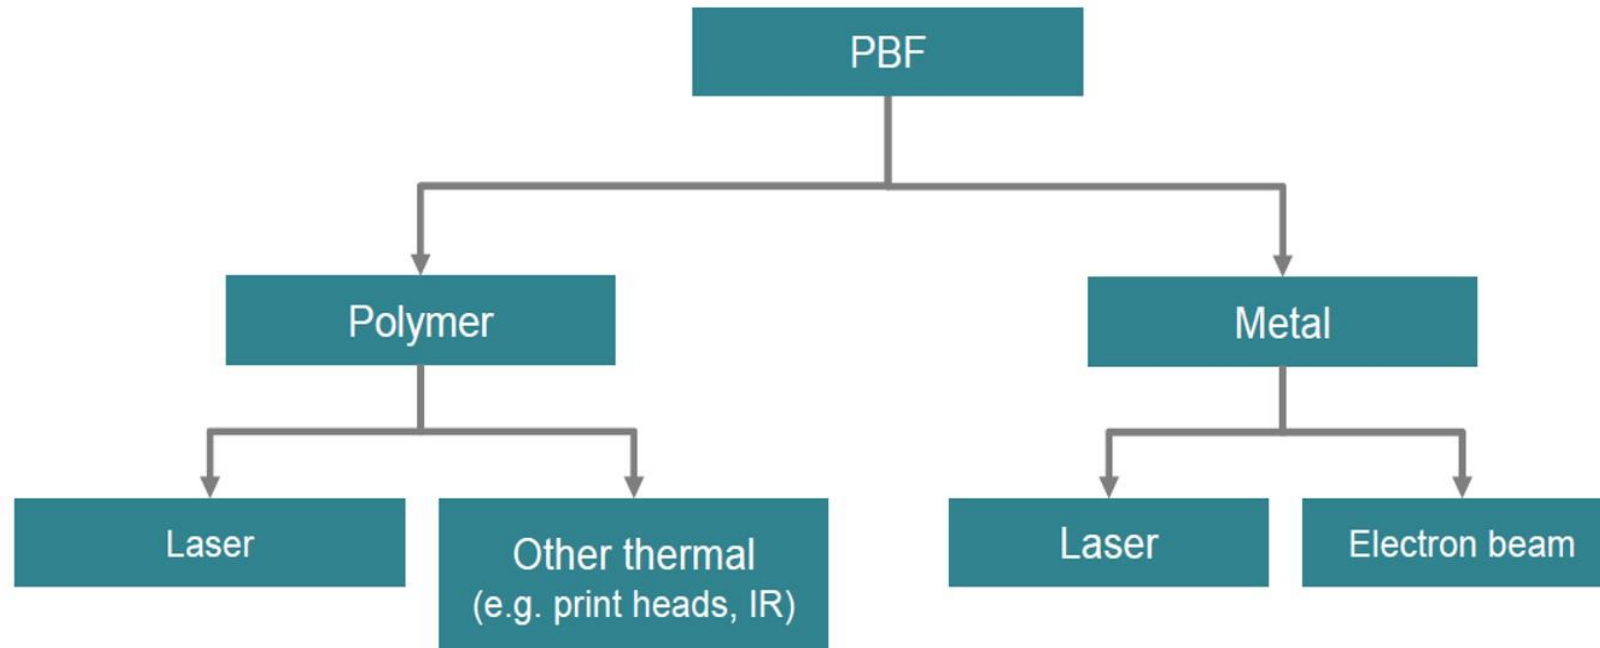 PBF
Polymer
Metal
Laser
Other thermal
(e.g. print heads, IR)
Laser
Electron beam